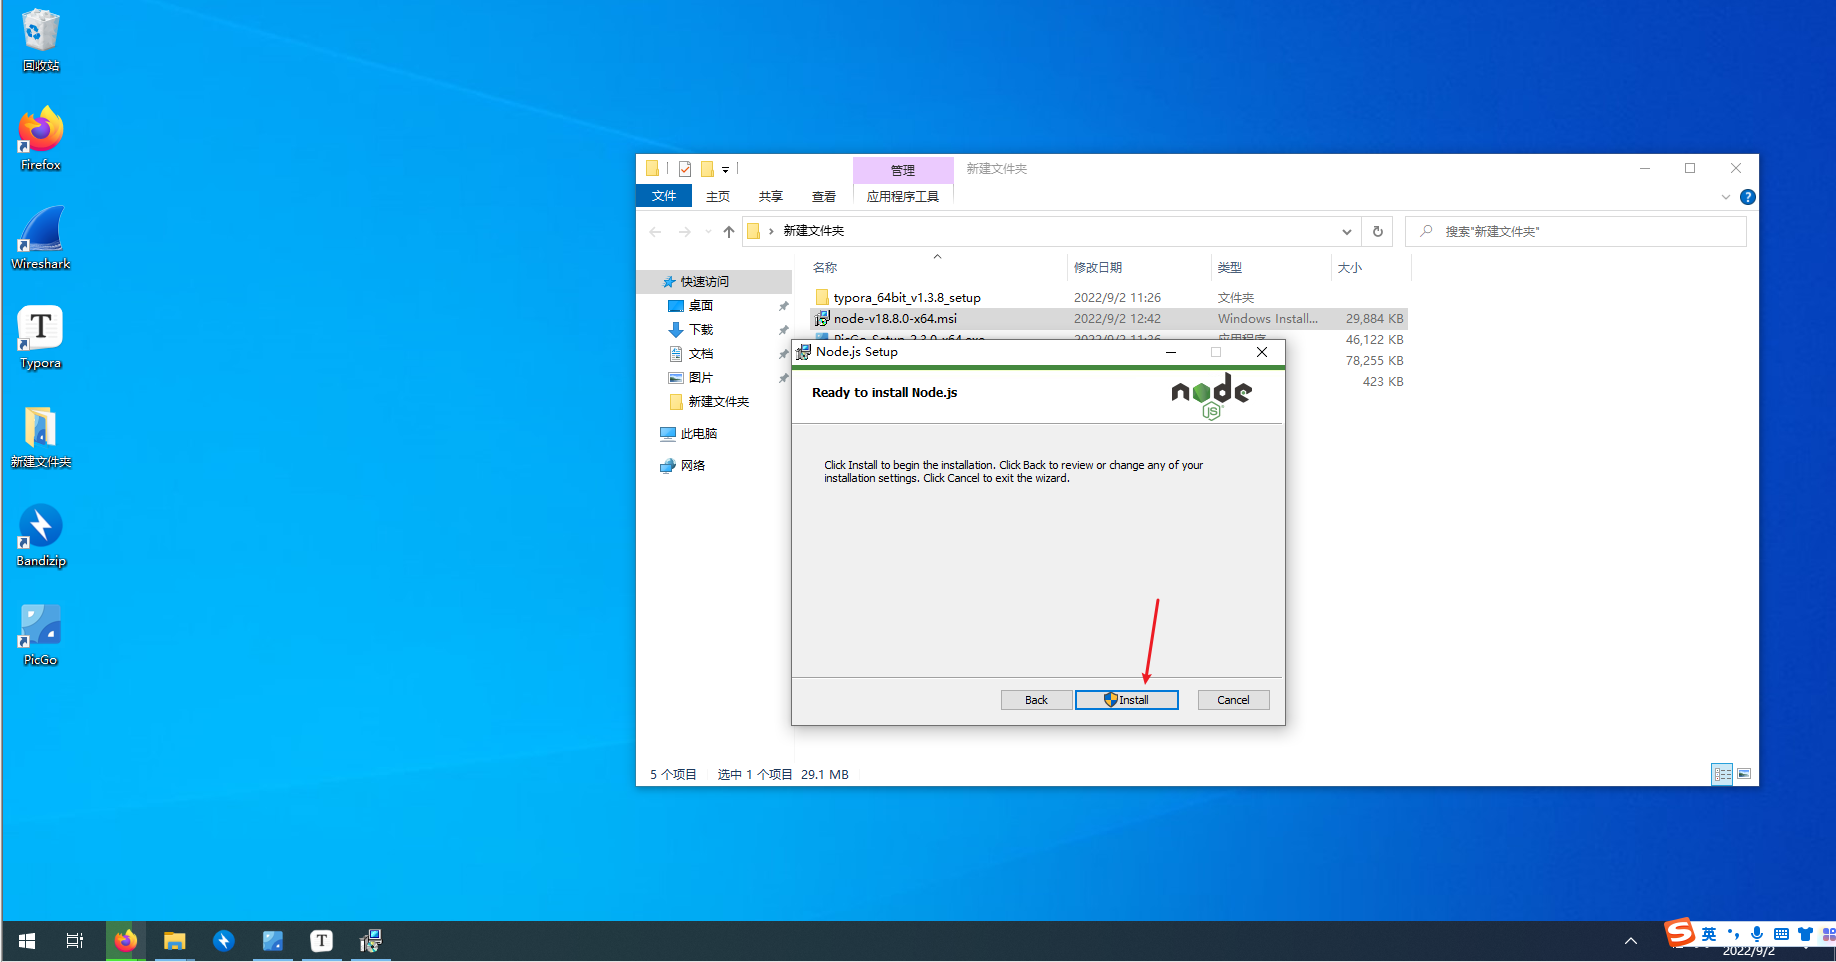 回收站
Firefox
Wireshark
Typora
新建文件夹
Bandizip
PicGo
管理
新建文件夹
文件
主页
共享
查看
应用程序工具
新建文件夹
搜索"新建文件夹"
快速访问
桌面
下载
文档
图片
新建文件夹
此电脑
网络
名称
修改日期
类型
大小
typora_64bit_v1.3.8_setup
2022/9/2 11:26
文件夹
node-v18.8.0-x64.msi
2022/9/2 12:42
Windows Install...
29,884 KB
46,122 KB
78,255 KB
423 KB
Node.js Setup
Ready to install Node.js
node
JS
Click Install to begin the installation. Click Back to review or change any of your
installation settings. Click Cancel to exit the wizard.
Back
Install
Cancel
5 个项目
选中 1 个项目
29.1 MB
英
2022/9/2